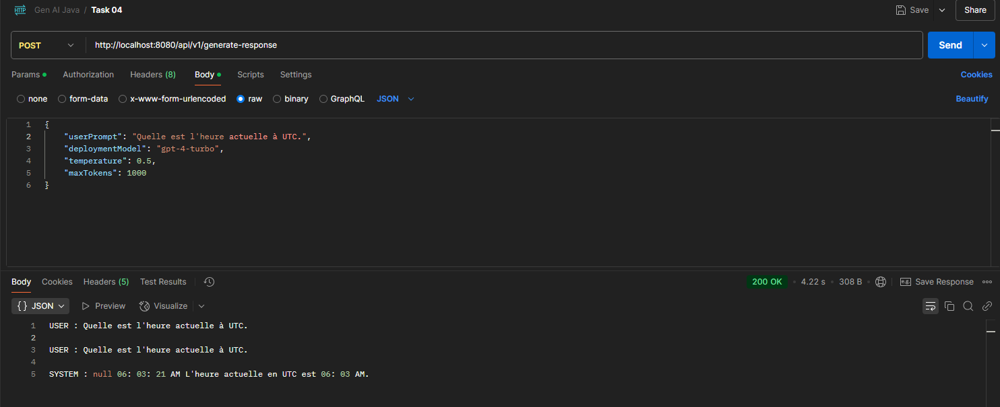 HTTP Gen AI Java / Task 04 Save Share
POST http://localhost:8080/api/v1/generate-response Send
Params Authorization Headers (8) Body Scripts Settings Cookies
none form-data x-www-form-urlencoded raw binary GraphQL JSON Beautify
1 {
2 "userPrompt": "Quelle est l'heure actuelle à UTC.",
3 "deploymentModel": "gpt-4-turbo",
4 "temperature": 0.5,
5 "maxTokens": 1000
6 }
Body Cookies Headers (5) Test Results 200 OK 4.22 s 308 B e.g. Save Response
{} JSON Preview Visualize
1 USER : Quelle est l'heure actuelle à UTC.
2
3 USER : Quelle est l'heure actuelle à UTC.
4
5 SYSTEM : null 06: 03: 21 AM L'heure actuelle en UTC est 06: 03 AM.